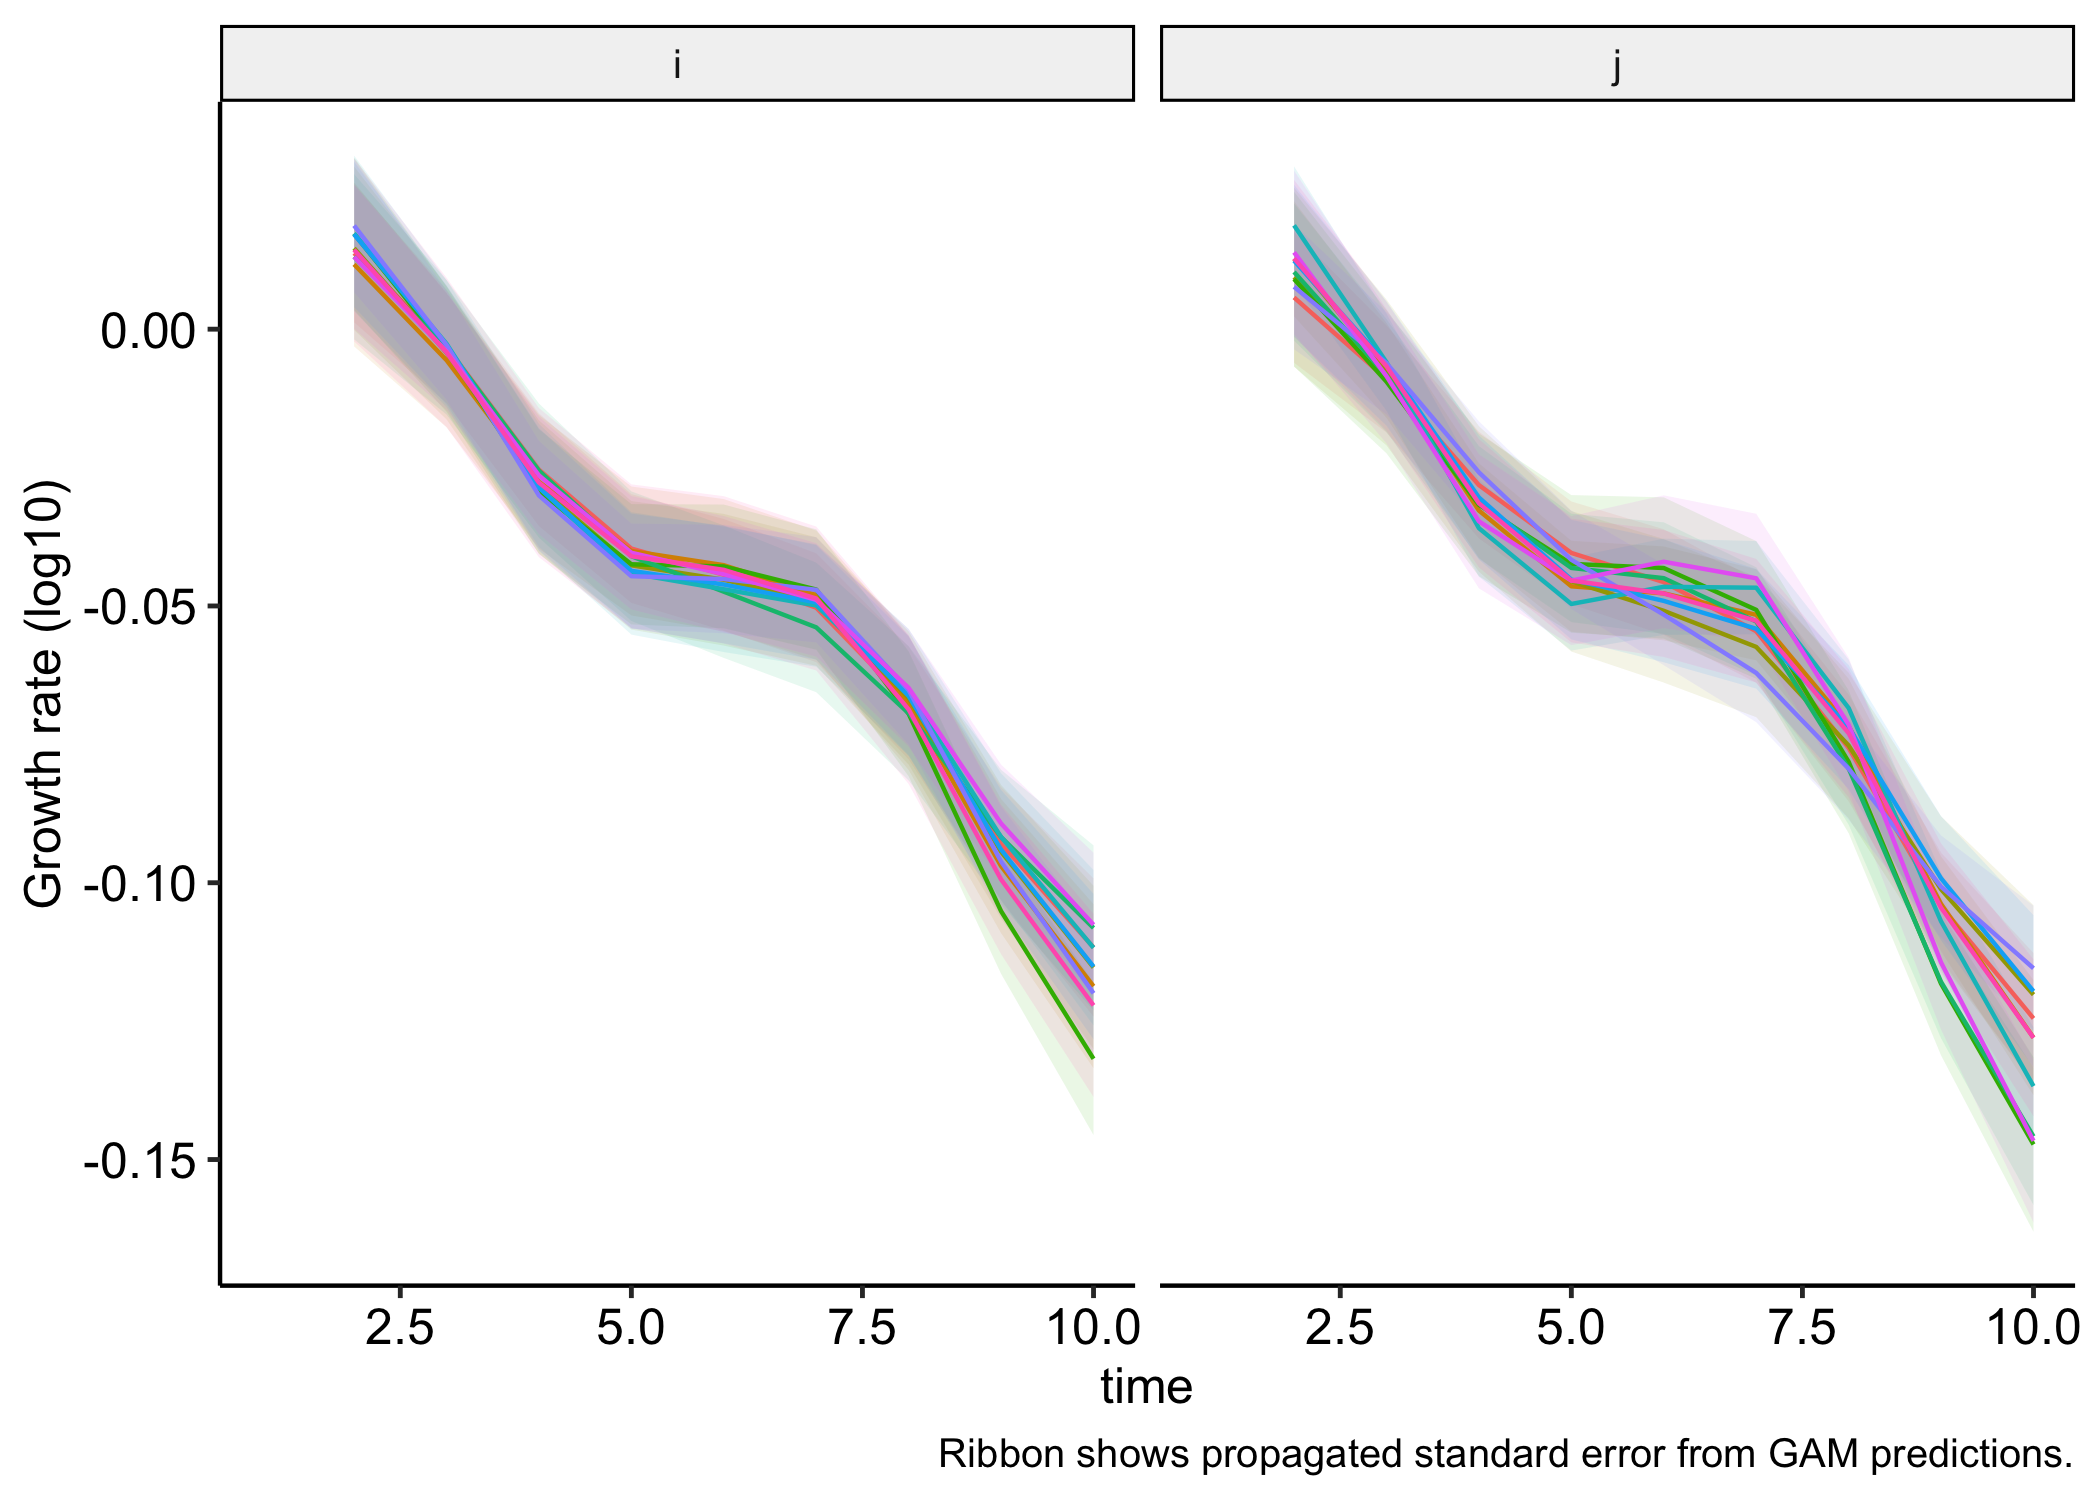 i
j
Growth rate (log10)
0.00
-0.05
-0.10
-0.15
2.5 5.0 7.5 10.0
2.5 5.0 7.5 10.0
time
Ribbon shows propagated standard error from GAM predictions.